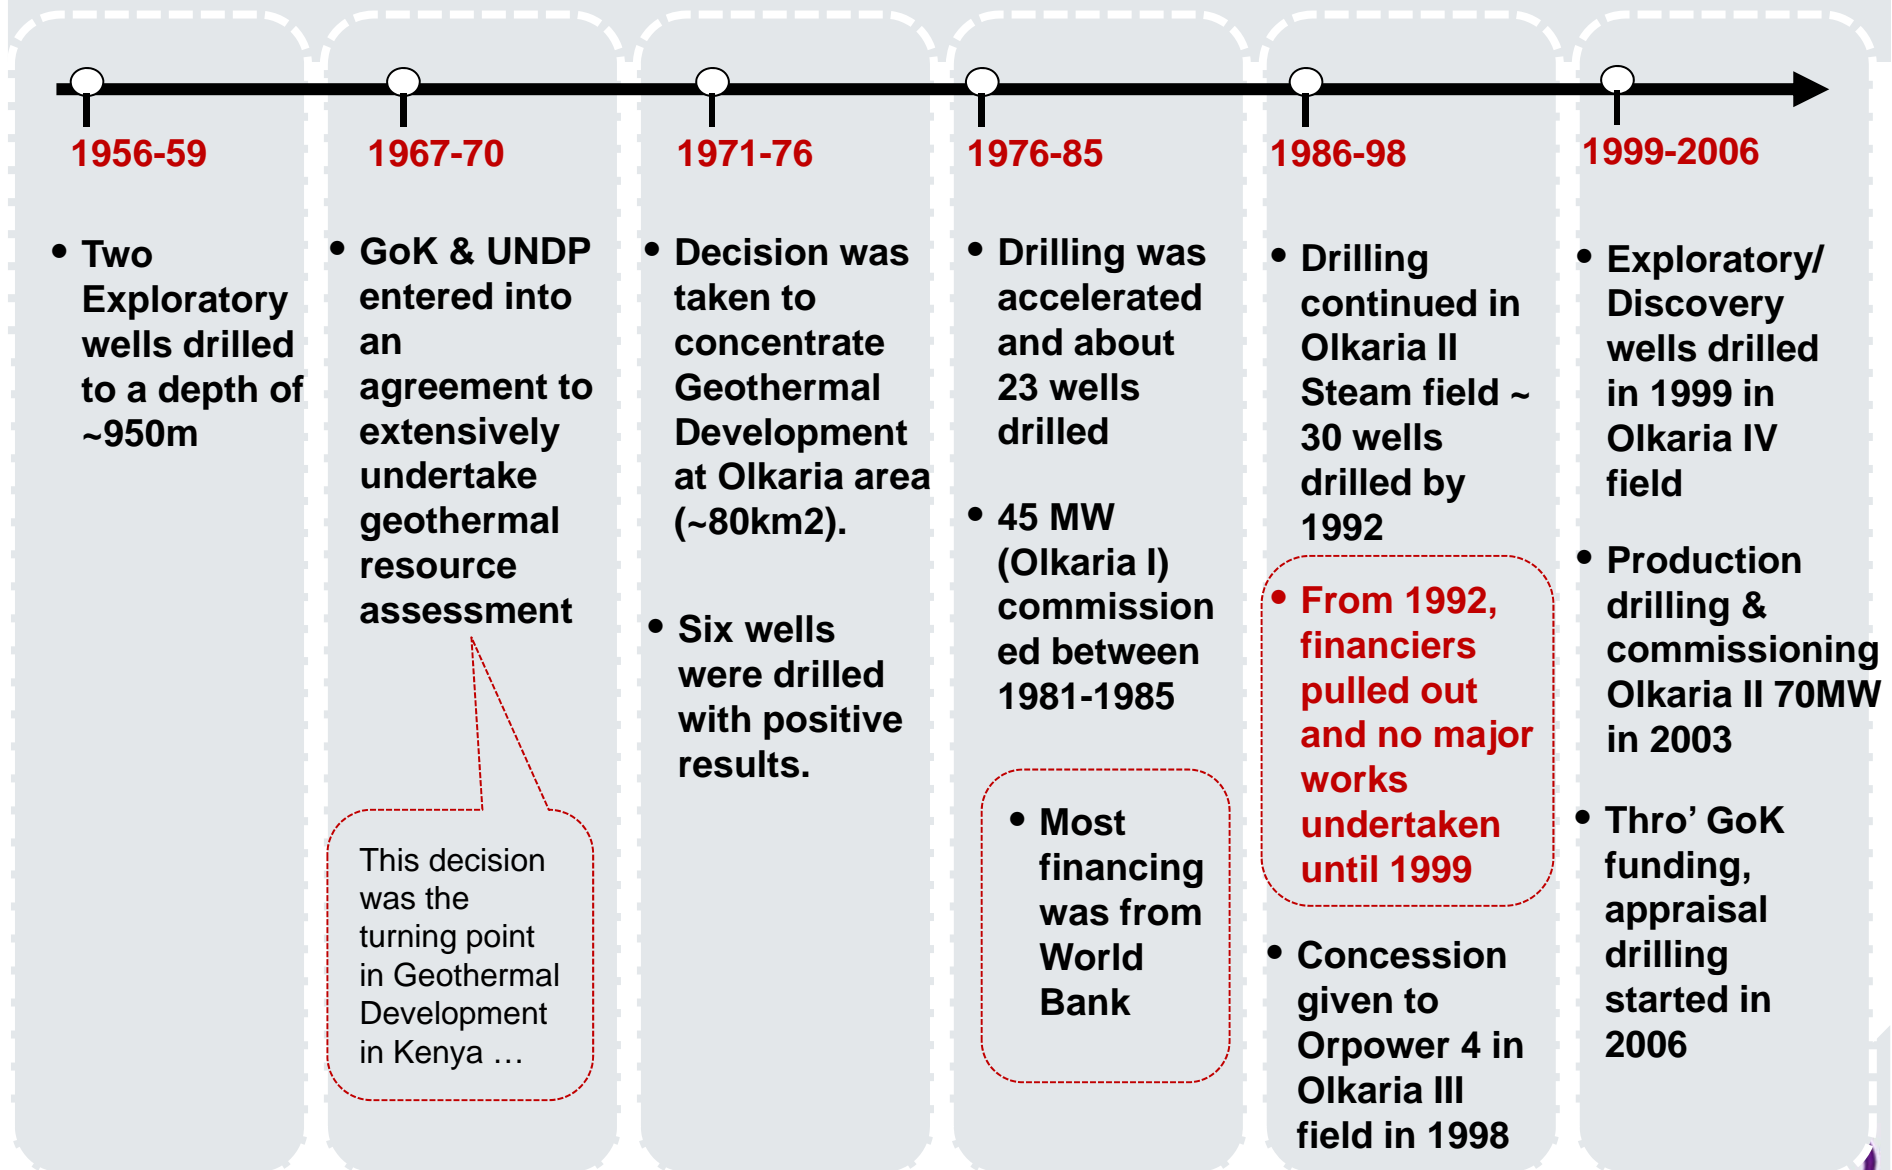 1956-59
• Two
Exploratory
wells drilled
to a depth of
~950m
1967-70
• GoK & UNDP
entered into
an
agreement to
extensively
undertake
geothermal
resource
assessment
This decision
was the
turning point
in Geothermal
Development
in Kenya …
1971-76
• Decision was
taken to
concentrate
Geothermal
Development
at Olkaria area
(~80km2).
• Six wells
were drilled
with positive
results.
1976-85
• Drilling was
accelerated
and about
23 wells
drilled
• 45 MW
(Olkaria I)
commission
ed between
1981-1985
• Most
financing
was from
World
Bank
1986-98
• Drilling
continued in
Olkaria II
Steam field ~
30 wells
drilled by
1992
• From 1992,
financiers
pulled out
and no major
works
undertaken
until 1999
• Concession
given to
Orpower 4 in
Olkaria III
field in 1998
1999-2006
• Exploratory/
Discovery
wells drilled
in 1999 in
Olkaria IV
field
• Production
drilling &
commissioning
Olkaria II 70MW
in 2003
• Thro' GoK
funding,
appraisal
drilling
started in
2006